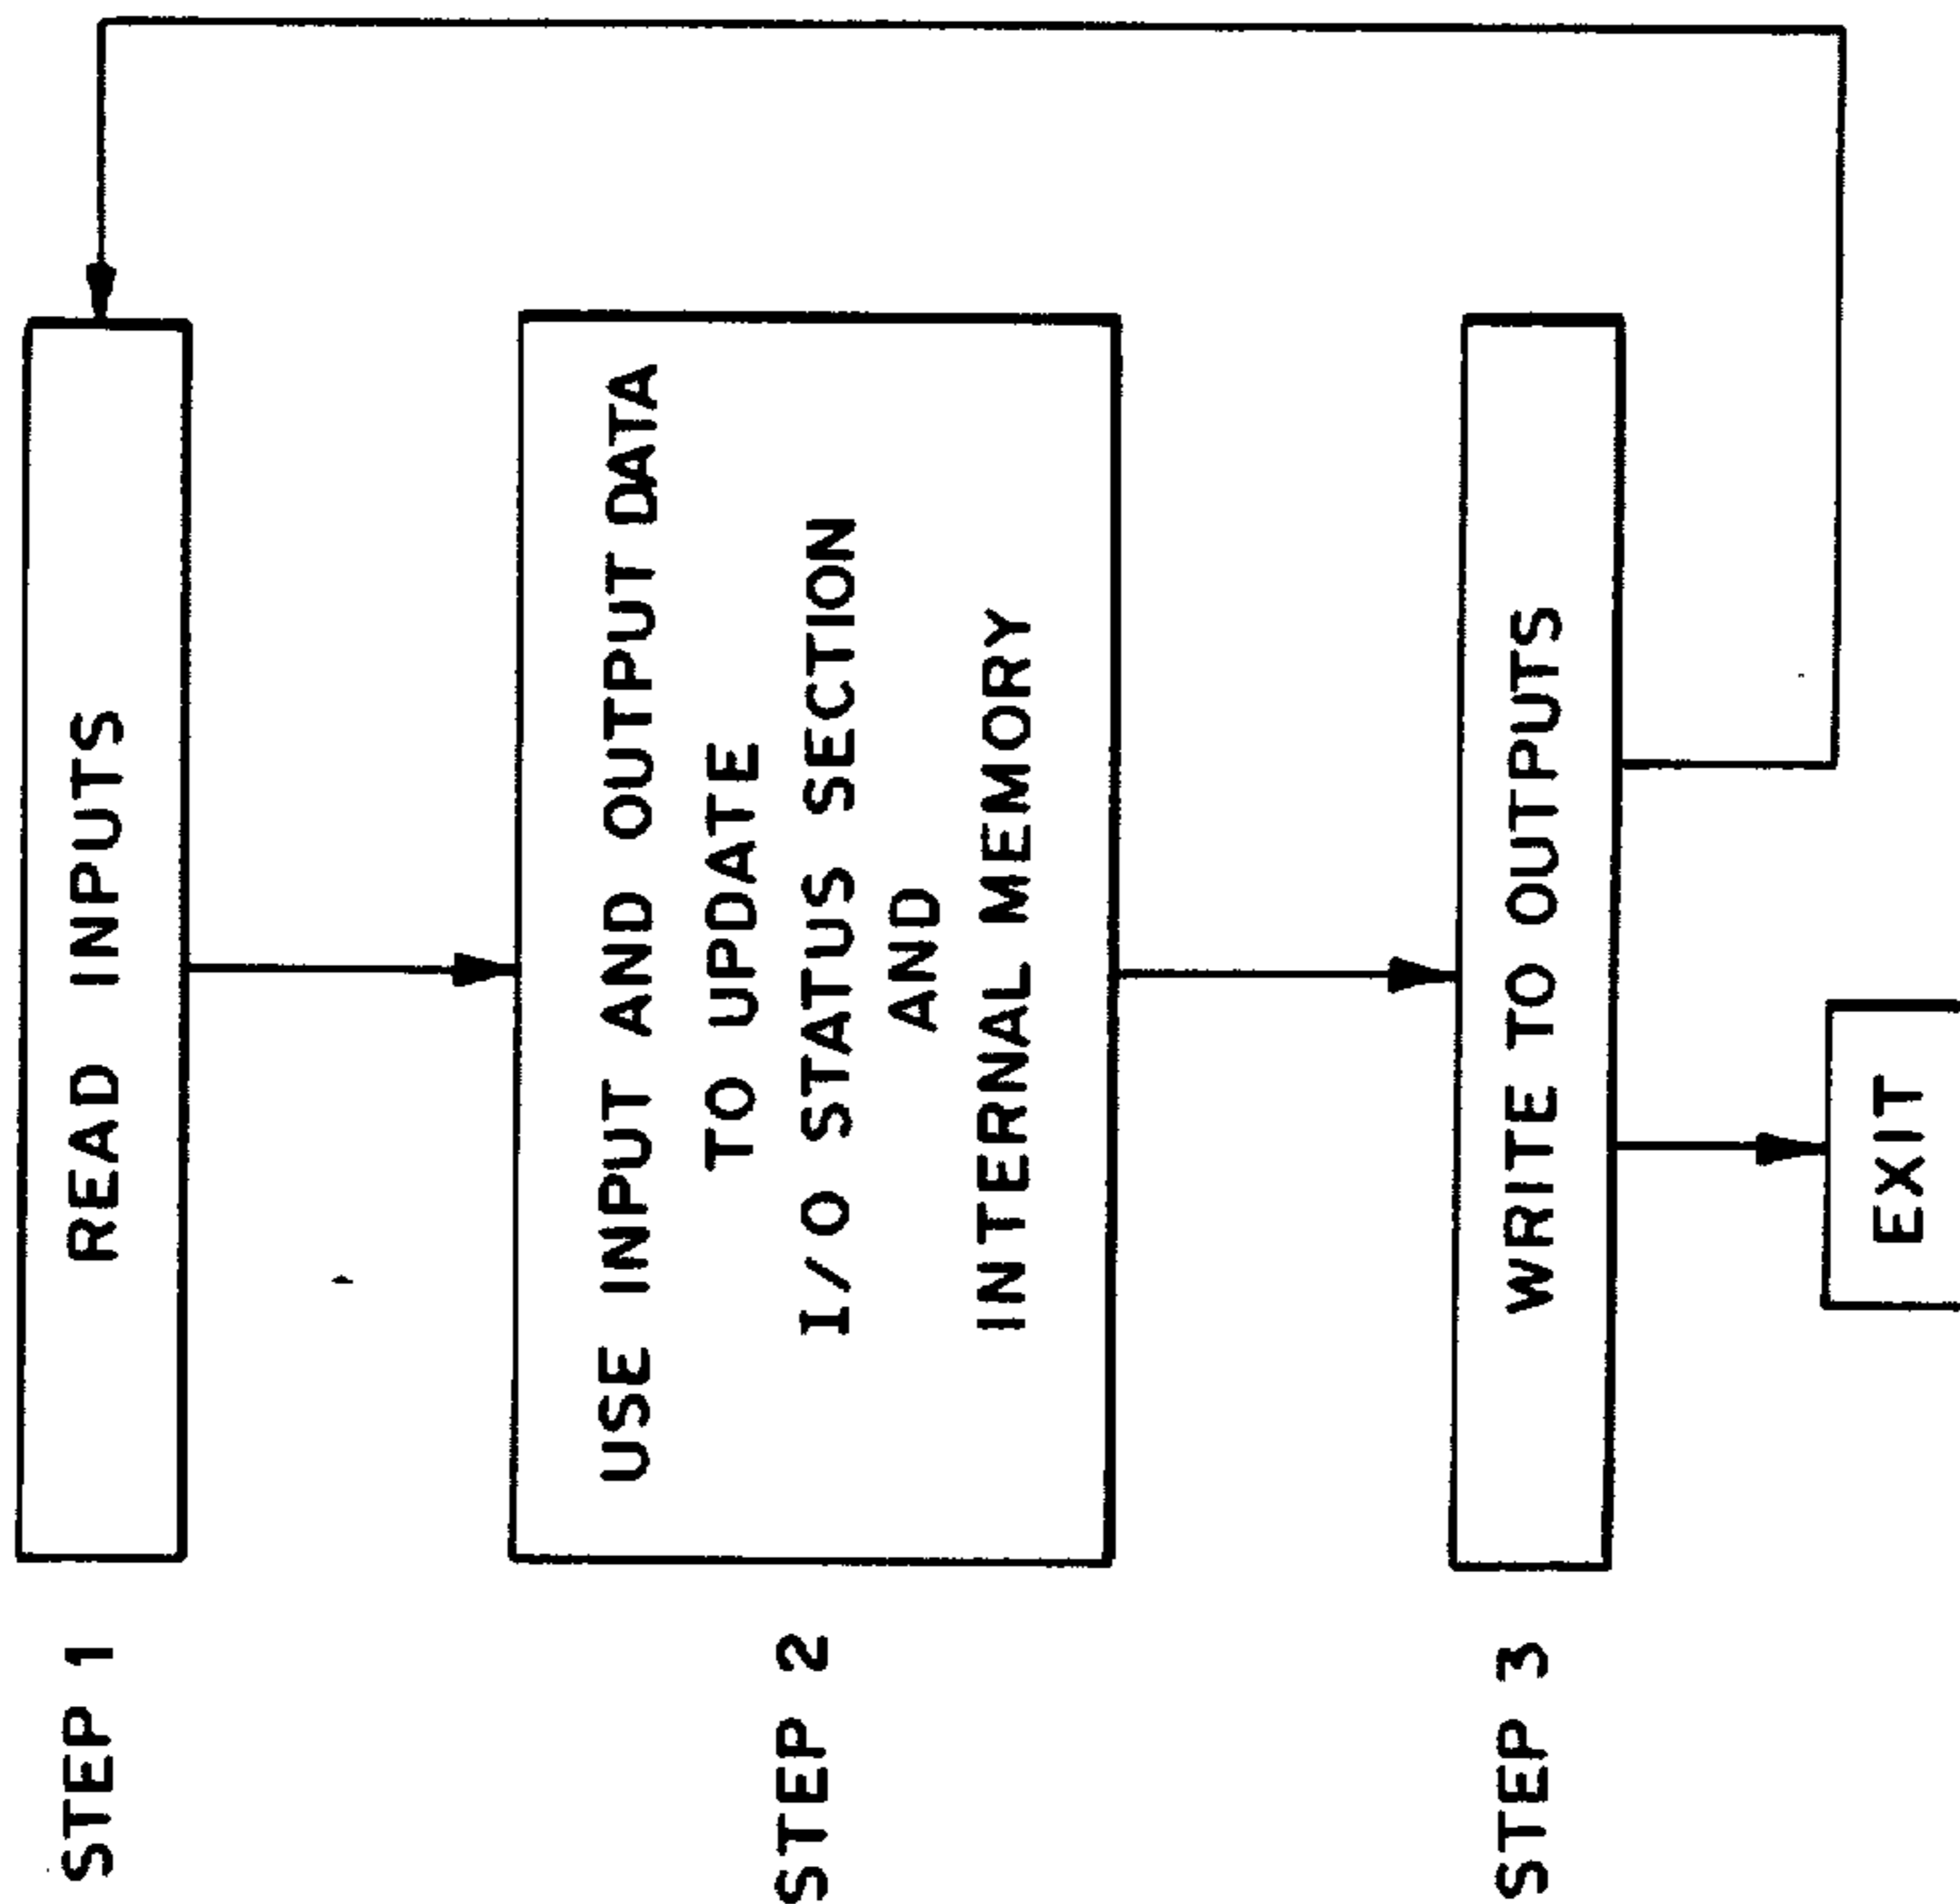 STEP 1
READ INPUTS
STEP 2
USE INPUT AND OUTPUT DATA
TO UPDATE
I/O STATUS SECTION
AND
INTERNAL MEMORY
STEP 3
WRITE TO OUTPUTS
EXIT